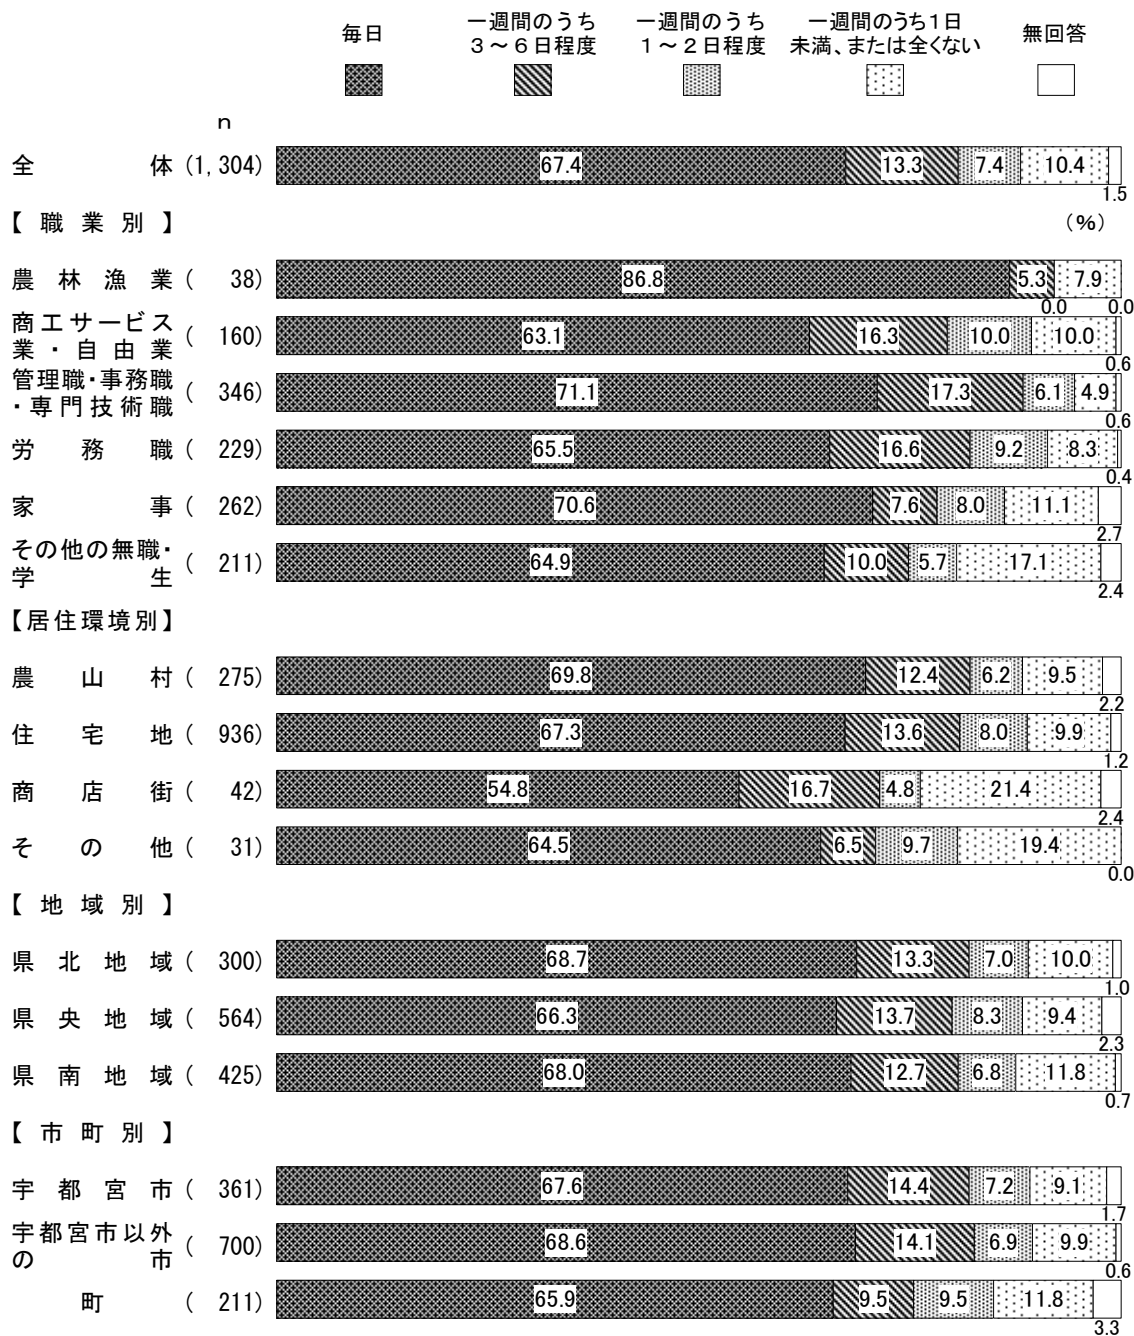 毎日 一週間のうち3～6日程度 一週間のうち1～2日程度 一週間のうち1日未満、または全くない 無回答
n
全体 (1,304) 67.4 13.3 7.4 10.4 1.5
【職業別】 (%)
農林漁業 ( 38) 86.8 5.3 0.0 7.9 0.0
商工サービス業・自由業 ( 160) 63.1 16.3 10.0 10.0 0.6
管理職・事務職・専門技術職 ( 346) 71.1 17.3 6.1 4.9 0.6
労務職 ( 229) 65.5 16.6 9.2 8.3 0.4
家事 ( 262) 70.6 7.6 8.0 11.1 2.7
その他の無職・学生 ( 211) 64.9 10.0 5.7 17.1 2.4
【居住環境別】
農山村 ( 275) 69.8 12.4 6.2 9.5 2.2
住宅地 ( 936) 67.3 13.6 8.0 9.9 1.2
商店街 ( 42) 54.8 16.7 4.8 21.4 2.4
その他 ( 31) 64.5 6.5 9.7 19.4 0.0
【地域別】
県北地域 ( 300) 68.7 13.3 7.0 10.0 1.0
県央地域 ( 564) 66.3 13.7 8.3 9.4 2.3
県南地域 ( 425) 68.0 12.7 6.8 11.8 0.7
【市町別】
宇都宮市 ( 361) 67.6 14.4 7.2 9.1 1.7
宇都宮市以外の市 ( 700) 68.6 14.1 6.9 9.9 0.6
町 ( 211) 65.9 9.5 9.5 11.8 3.3